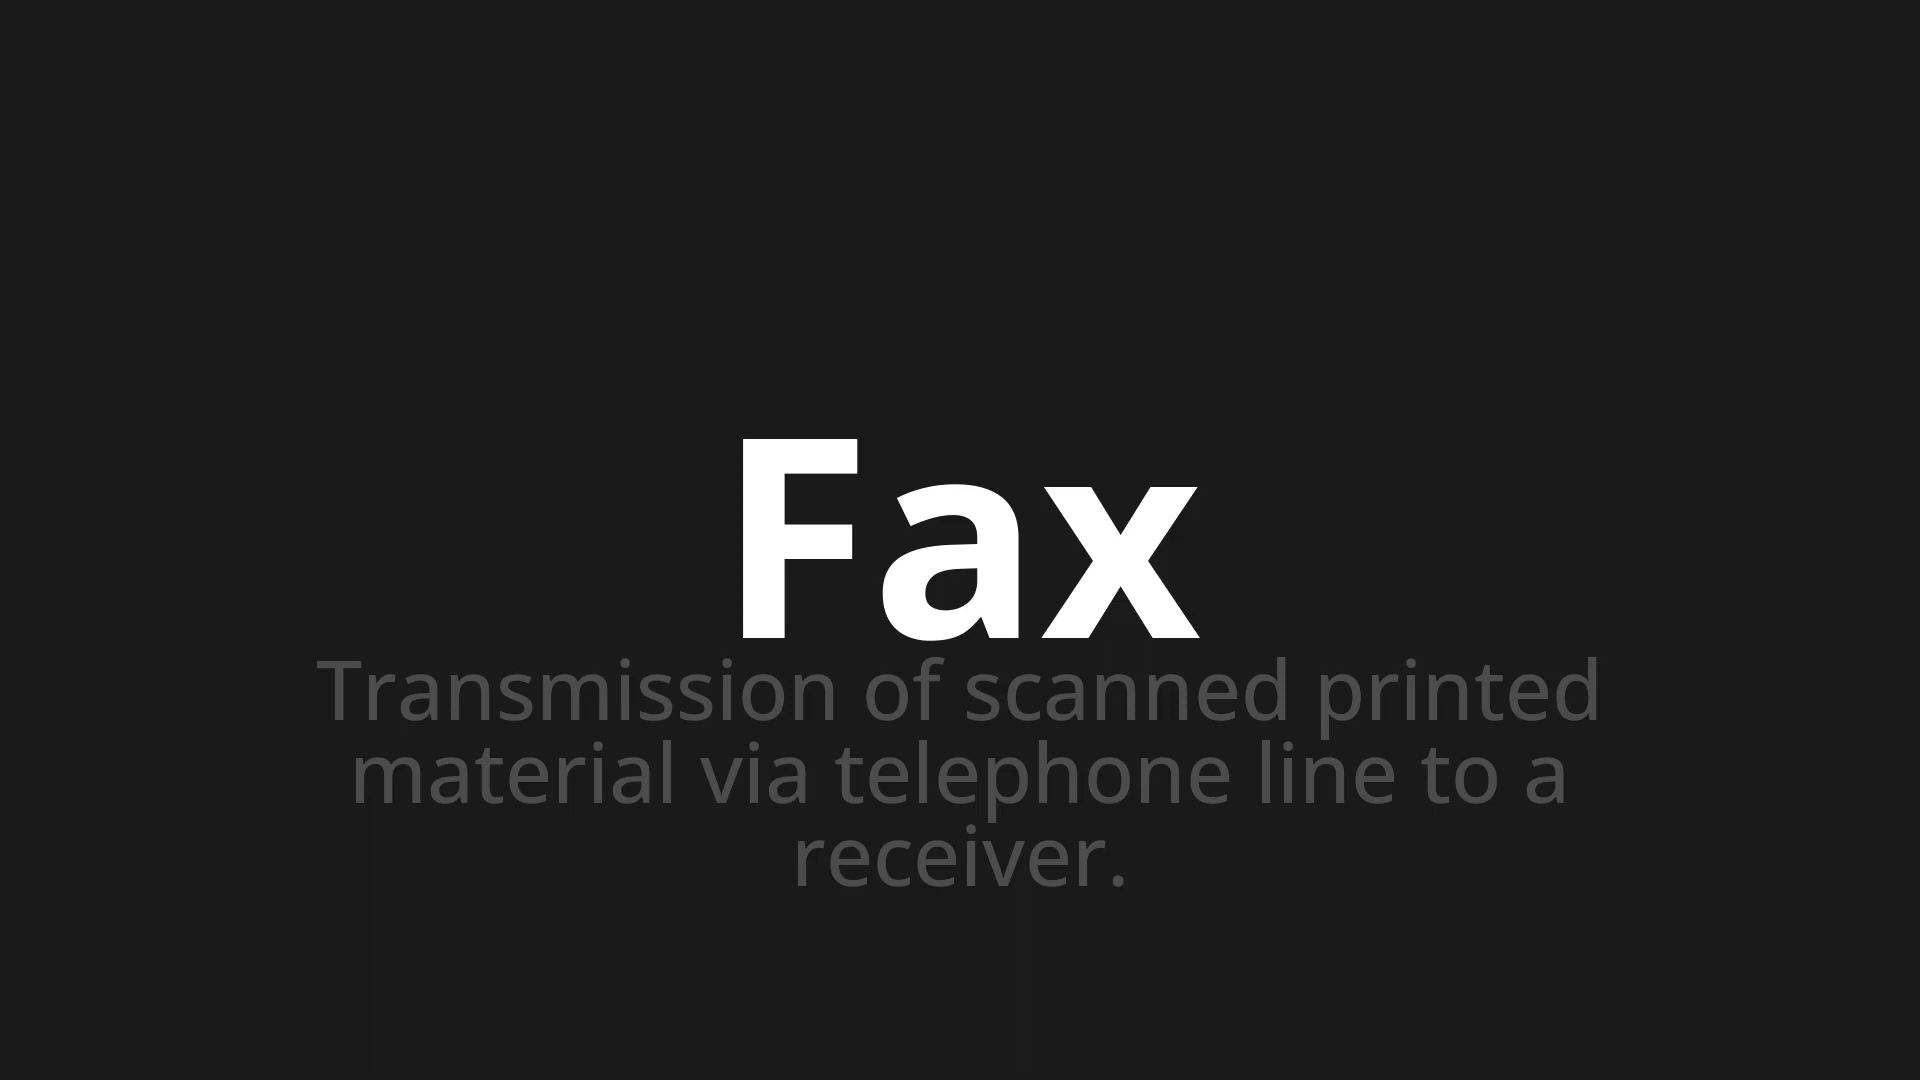 Fax
Transmission of scanned printed
material via telephone line to a
receiver.